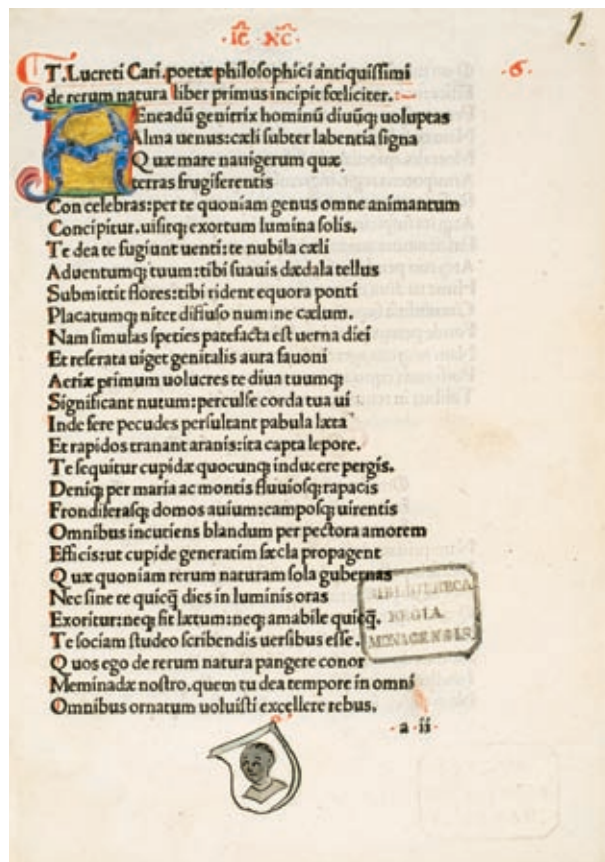 ·iC· ·XC·
1.
T.Lucreti Cari.poetæ philosophici antiquissimi
·6·
de rerum natura liber primus incipit fœliciter.:~
AEneadū genitrix hominū diuūq; uoluptas
Alma uenus:cæli subter labentia signa
Quæ mare nauigerum quæ
terras frugiferentis
Con celebras:per te quoniam genus omne animantum
Concipitur.uisitq; exortum lumina solis.
Te dea te fugiunt uenti:te nubila cæli
Aduentumq; tuum:tibi suauis dædala tellus
Submittit flores:tibi rident equora ponti
Placatumq; nitet diffuso numine cælum.
Nam simulas speties patefacta est uerna diei
Et reserata uiget genitalis aura fauoni
Aeriæ primum uolucres te diua tuumq;
Significant nutum:perculse corda tua ui
Inde fere pecudes persultant pabula læta
Et rapidos tranant aranis:ita capta lepore.
Te sequitur cupidæ quocunq; inducere pergis.
Deniq; per maria ac montis fluuiosq; rapacis
Frondiferasq; domos auium:camposq; uirentis
Omnibus incutiens blandum per pectora amorem
Efficis:ut cupide generatim sæcla propagent
Quæ quoniam rerum naturam sola gubernas
Nec sine te quicq̄ dies in luminis oras
Exoritur:neq; fit lætum:neq; amabile quicq̄.
Te sociam studeo scribendis uersibus esse.
Quos ego de rerum natura pangere conor
Meminadæ nostro.quem tu dea tempore in omni
Omnibus ornatum uoluisti excellere rebus.
BIBLIOTHECA
REGIA
MONACENSIS.
·a ii·